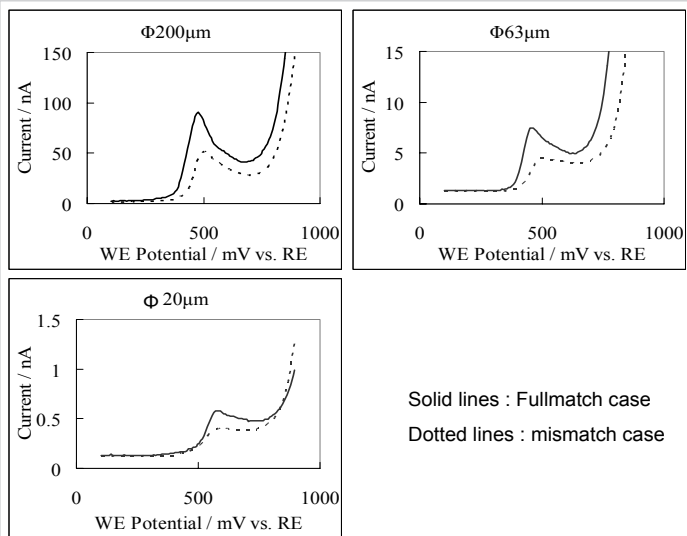 Φ200μm
150
100
50
0
Current / nA
0 500 1000
WE Potential / mV vs. RE
Φ63μm
15
10
5
0
Current / nA
0 500 1000
WE Potential / mV vs. RE
Φ 20μm
1.5
1
0.5
0
Current / nA
0 500 1000
WE Potential / mV vs. RE
Solid lines : Fullmatch case
Dotted lines : mismatch case